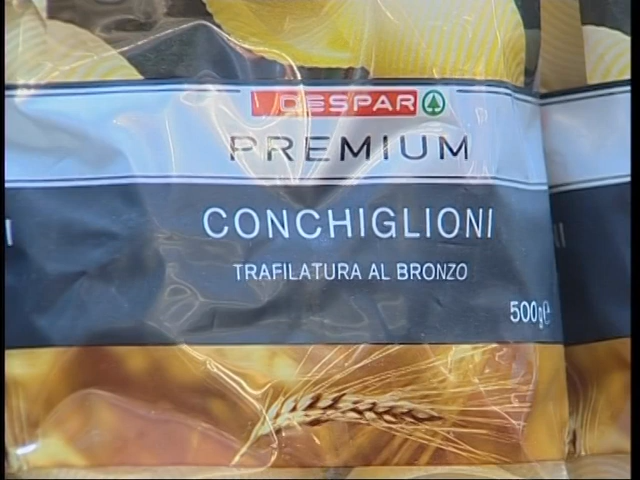 DESPAR
PREMIUM
CONCHIGLIONI
TRAFILATURA AL BRONZO
500g℮